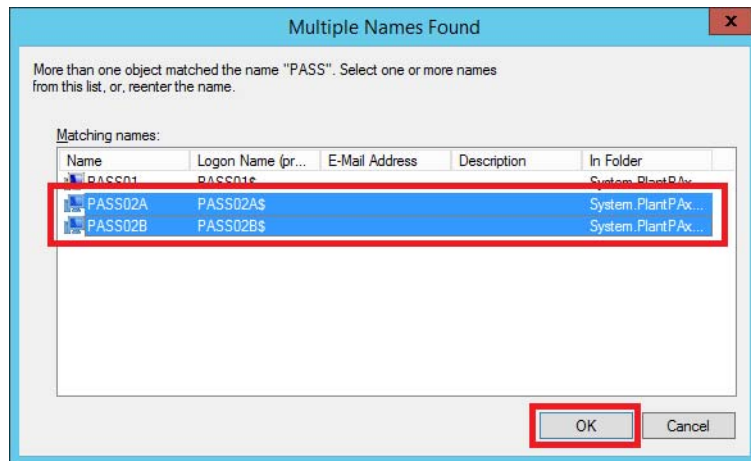 Multiple Names Found
x
More than one object matched the name "PASS". Select one or more names
from this list, or, reenter the name.
Matching names:
Name Logon Name (pr... E-Mail Address Description In Folder
PASS01 PASS01$ System.PlantPAx...
PASS02A PASS02A$ System.PlantPAx...
PASS02B PASS02B$ System.PlantPAx...
OK Cancel